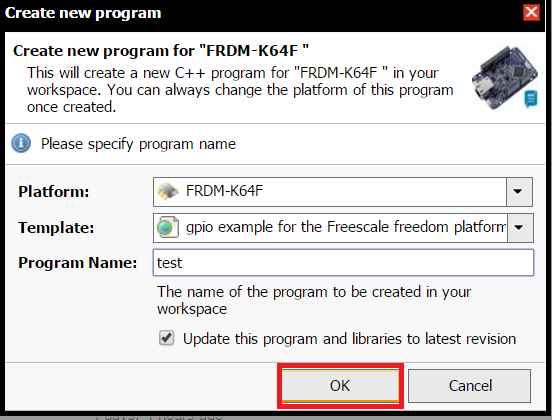 Create new program
Create new program for "FRDM-K64F "
This will create a new C++ program for "FRDM-K64F " in your
workspace. You can always change the platform of this program
once created.
Please specify program name
Platform:
FRDM-K64F
Template:
gpio example for the Freescale freedom platform
Program Name:
test
The name of the program to be created in your
workspace
Update this program and libraries to latest revision
OK
Cancel